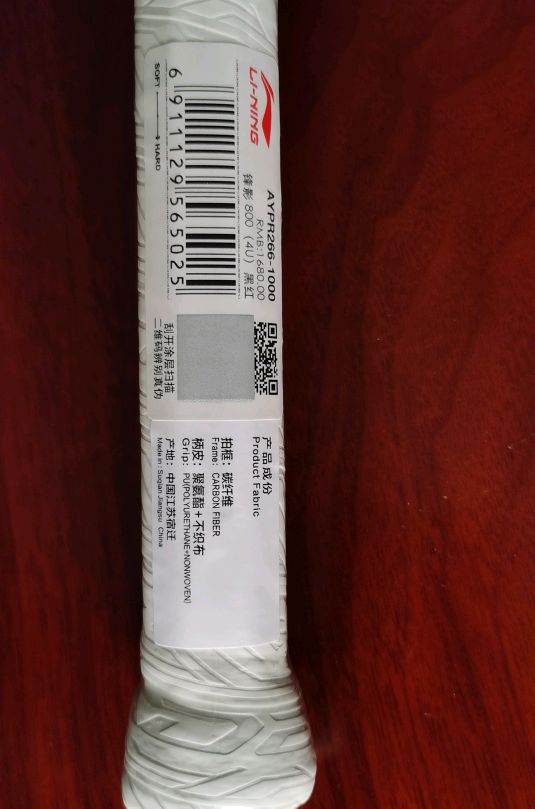 LI-NING
AYPR266-1000
RMB:1680.00
锋影 800 (4U) 黑红
6 911129 565025
SOFT
HARD
刮开涂层扫描
二维码辨别真伪
产品成份
Product Fabric
拍框：碳纤维
Frame: CARBON FIBER
柄皮：聚氨酯+不织布
Grip: PU(POLYURETHANE+NONWOVEN)
产地：中国江苏宿迁
Made in : Suqian Jiangsu China